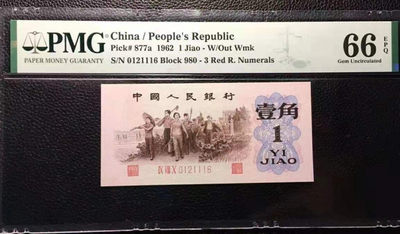 PMG
PAPER MONEY GUARANTY
China / People's Republic
Pick# 877a 1962 1 Jiao - W/Out Wmk
S/N 0121116 Block 980 - 3 Red R. Numerals
66 EPQ
Gem Uncirculated
中国人民银行
壹角
1
YI
JIAO
0121116